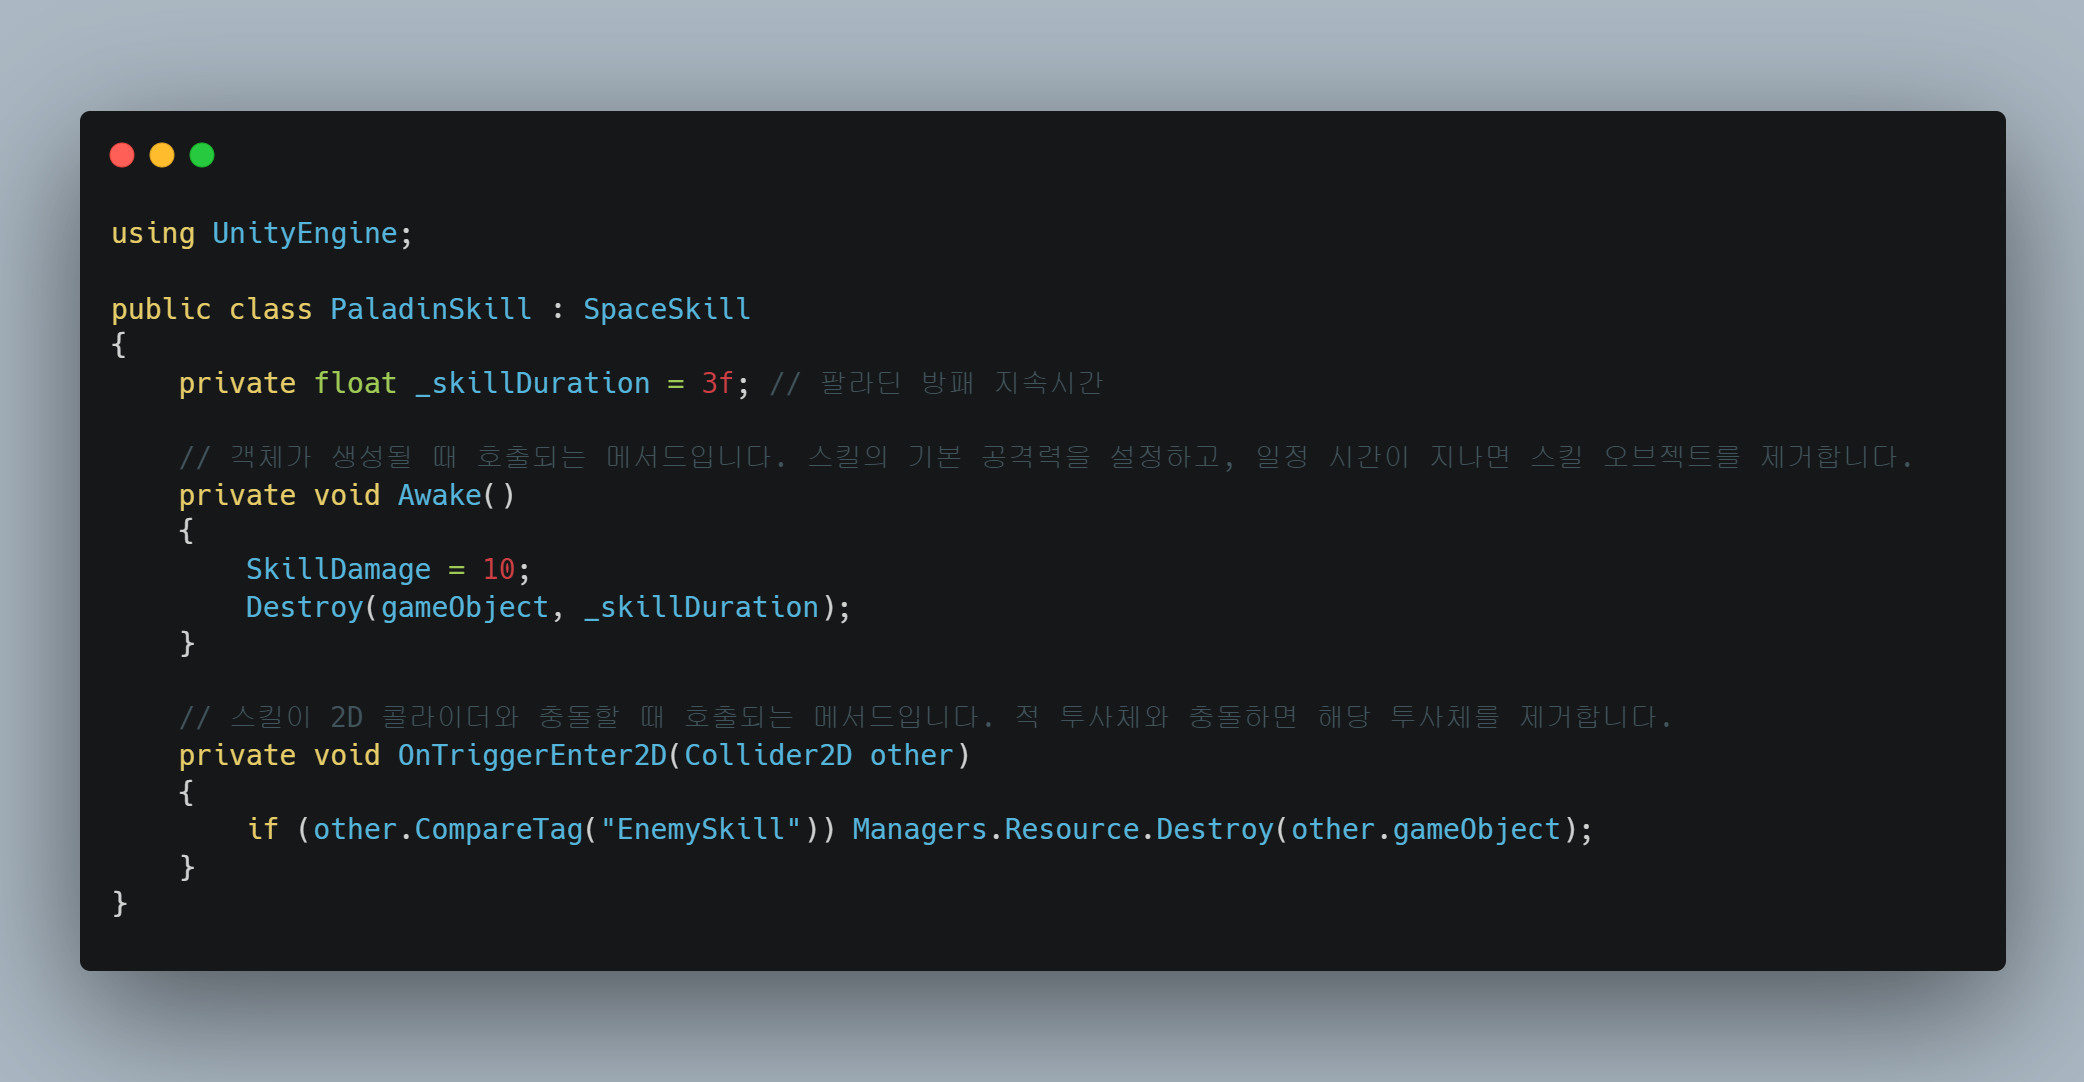 using UnityEngine;
public class PaladinSkill : SpaceSkill
{
private float _skillDuration = 3f; // 팔라딘 방패 지속시간
// 객체가 생성될 때 호출되는 메서드입니다. 스킬의 기본 공격력을 설정하고, 일정 시간이 지나면 스킬 오브젝트를 제거합니다.
private void Awake()
{
SkillDamage = 10;
Destroy(gameObject, _skillDuration);
}
// 스킬이 2D 콜라이더와 충돌할 때 호출되는 메서드입니다. 적 투사체와 충돌하면 해당 투사체를 제거합니다.
private void OnTriggerEnter2D(Collider2D other)
{
if (other.CompareTag("EnemySkill")) Managers.Resource.Destroy(other.gameObject);
}
}